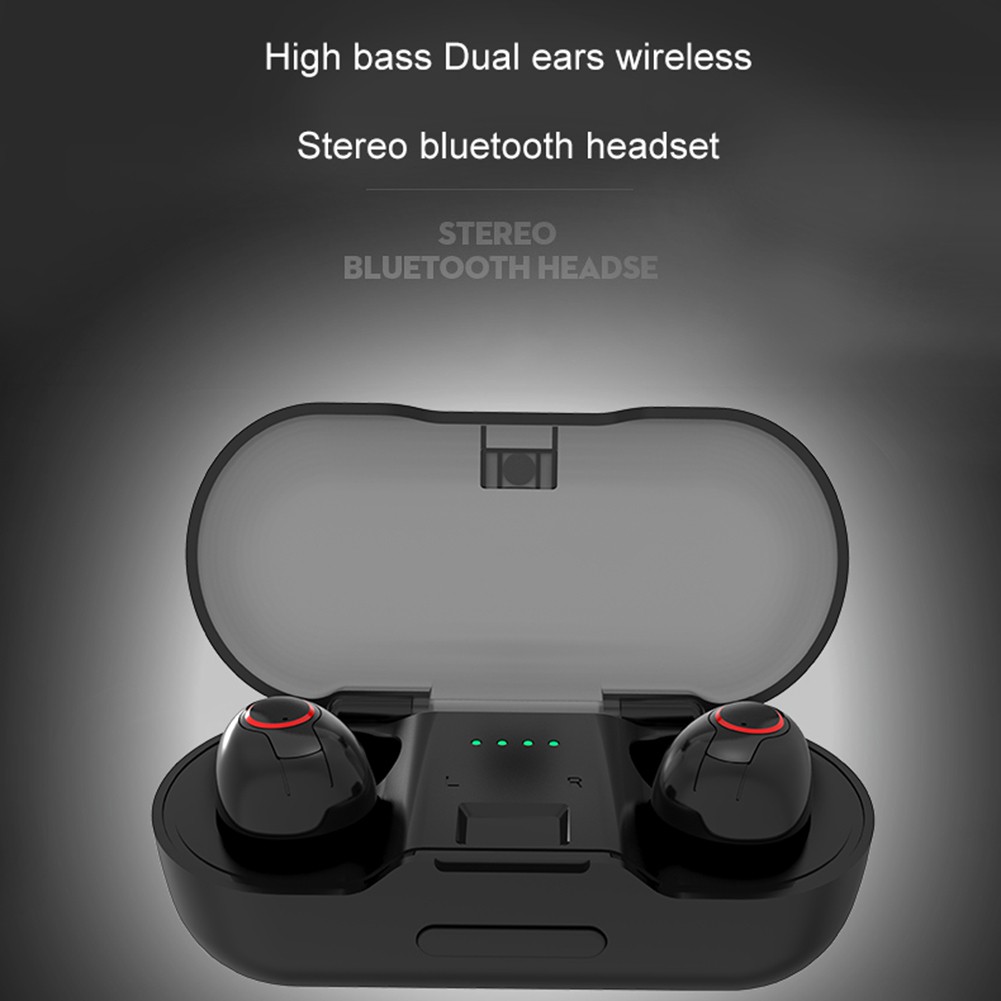 High bass Dual ears wireless
Stereo bluetooth headset
STEREO
BLUETOOTH HEADSE
L R